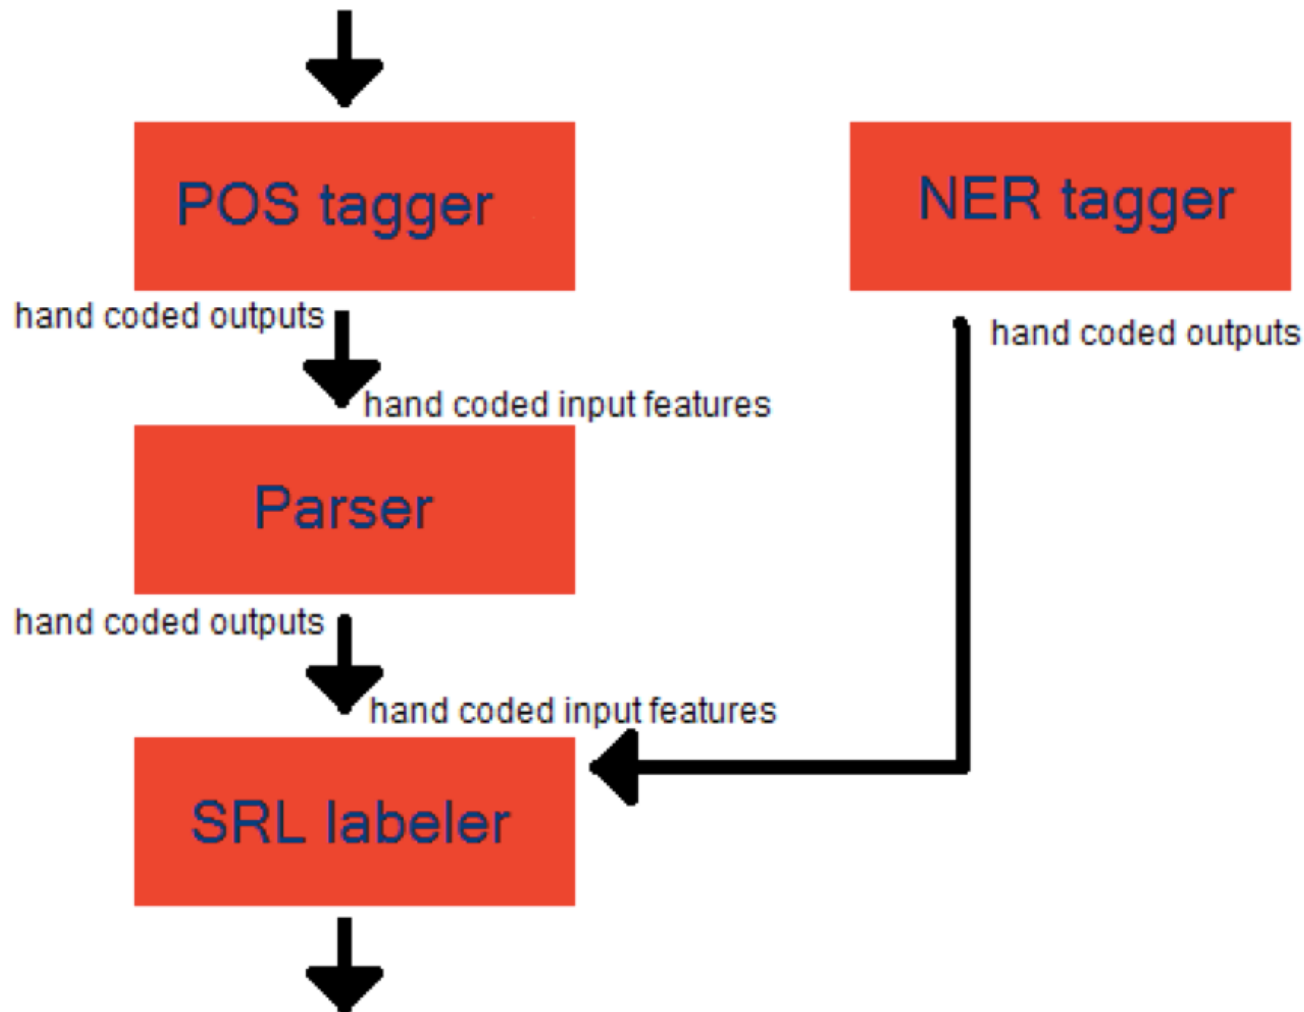 POS tagger
NER tagger
hand coded outputs
hand coded outputs
hand coded input features
Parser
hand coded outputs
hand coded input features
SRL labeler